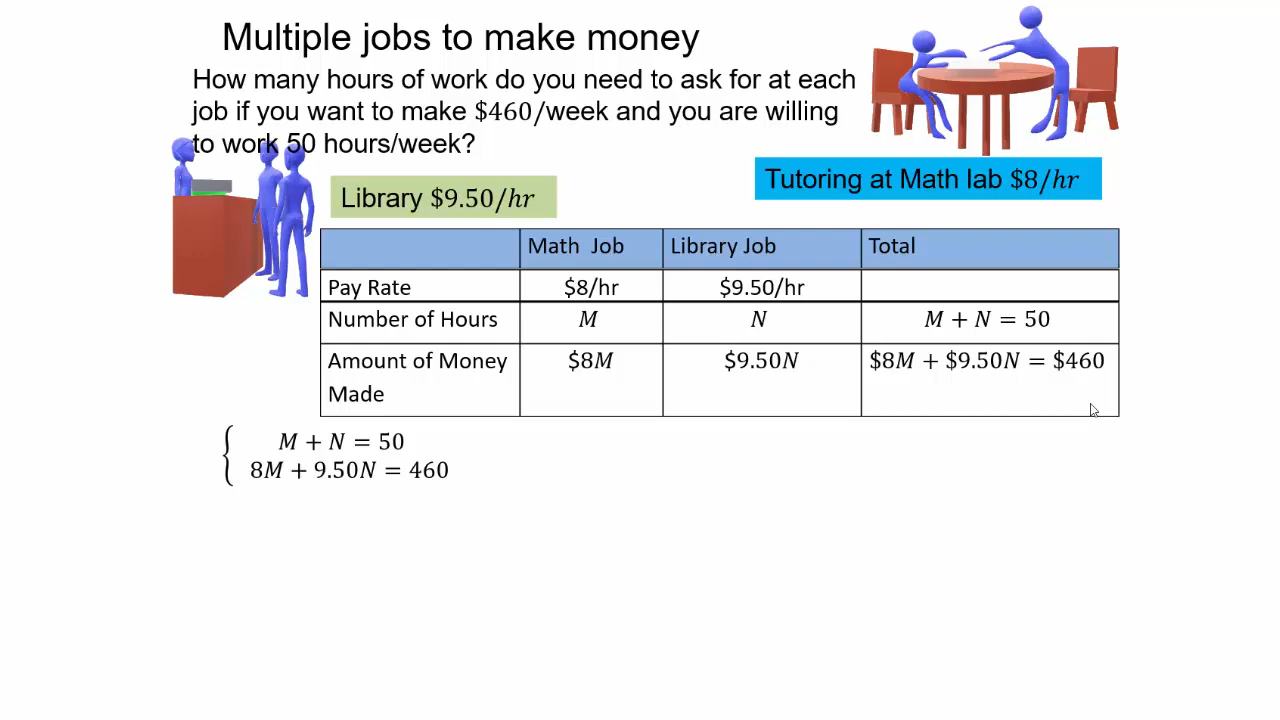 Multiple jobs to make money
How many hours of work do you need to ask for at each
job if you want to make $460/week and you are willing
to work 50 hours/week?
Library $9.50/hr
Tutoring at Math lab $8/hr
Math Job Library Job Total
Pay Rate $8/hr $9.50/hr
Number of Hours M N M + N = 50
Amount of Money $8M $9.50N $8M + $9.50N = $460
Made
M + N = 50
8M + 9.50N = 460